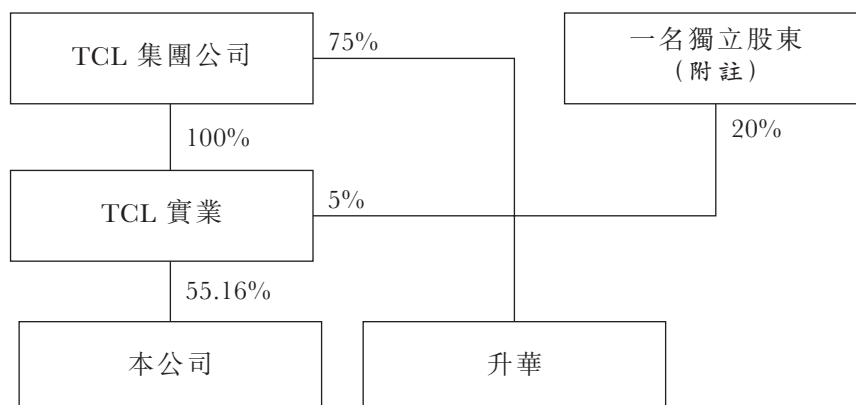 TCL 集團公司
75%
一名獨立股東
(附註)
100%
20%
TCL 實業
5%
55.16%
本公司
升華